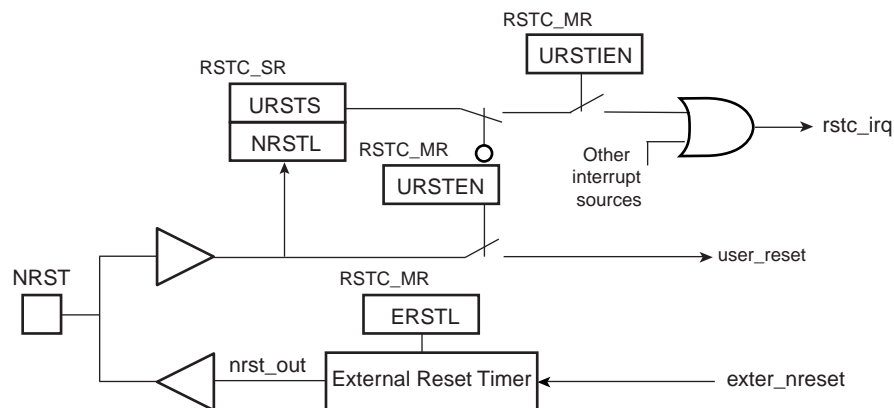 RSTC_MR
URSTIEN
RSTC_SR
URSTS
NRSTL
RSTC_MR
URSTEN
rstc_irq
Other
interrupt
sources
user_reset
NRST
RSTC_MR
ERSTL
nrst_out
External Reset Timer
exter_nreset